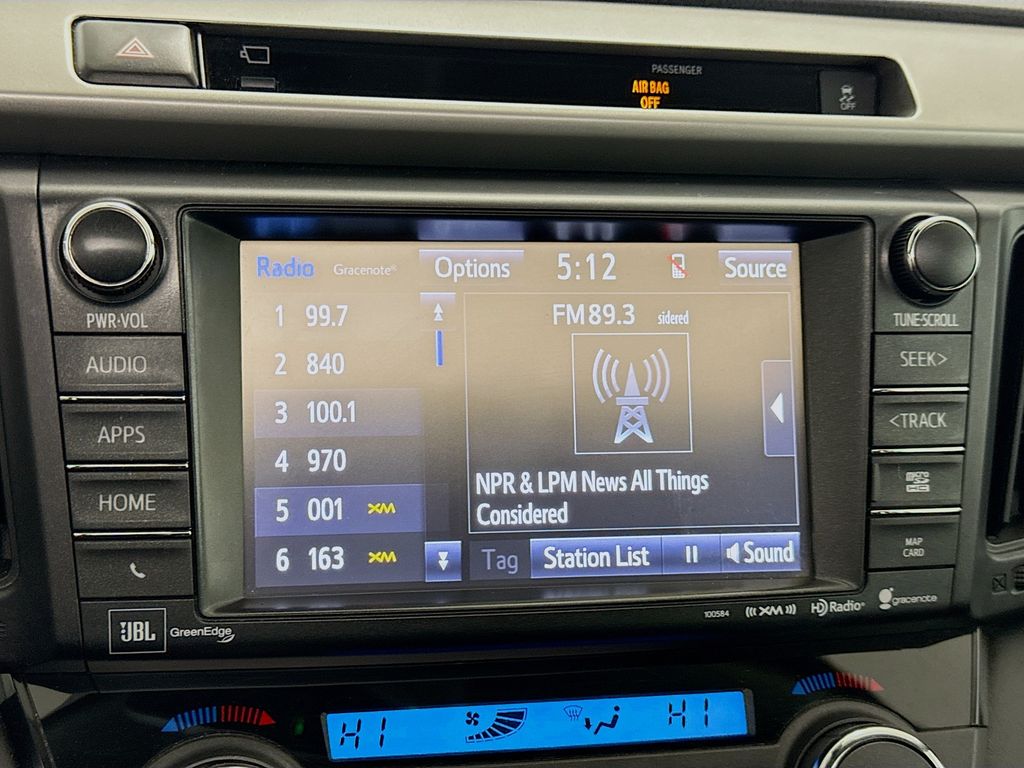 PASSENGER
AIR BAG
OFF
OFF
PWR·VOL
AUDIO
APPS
HOME
Radio Gracenote® Options 5:12 Source
1 99.7
2 840
3 100.1
4 970
5 001 XM
6 163 XM
FM 89.3 sidered
NPR & LPM News All Things
Considered
Tag Station List Sound
TUNE·SCROLL
SEEK>
<TRACK
MAP
CARD
JBL GreenEdge
100584 ((( XM ))) HD Radio® gracenote
HI HI